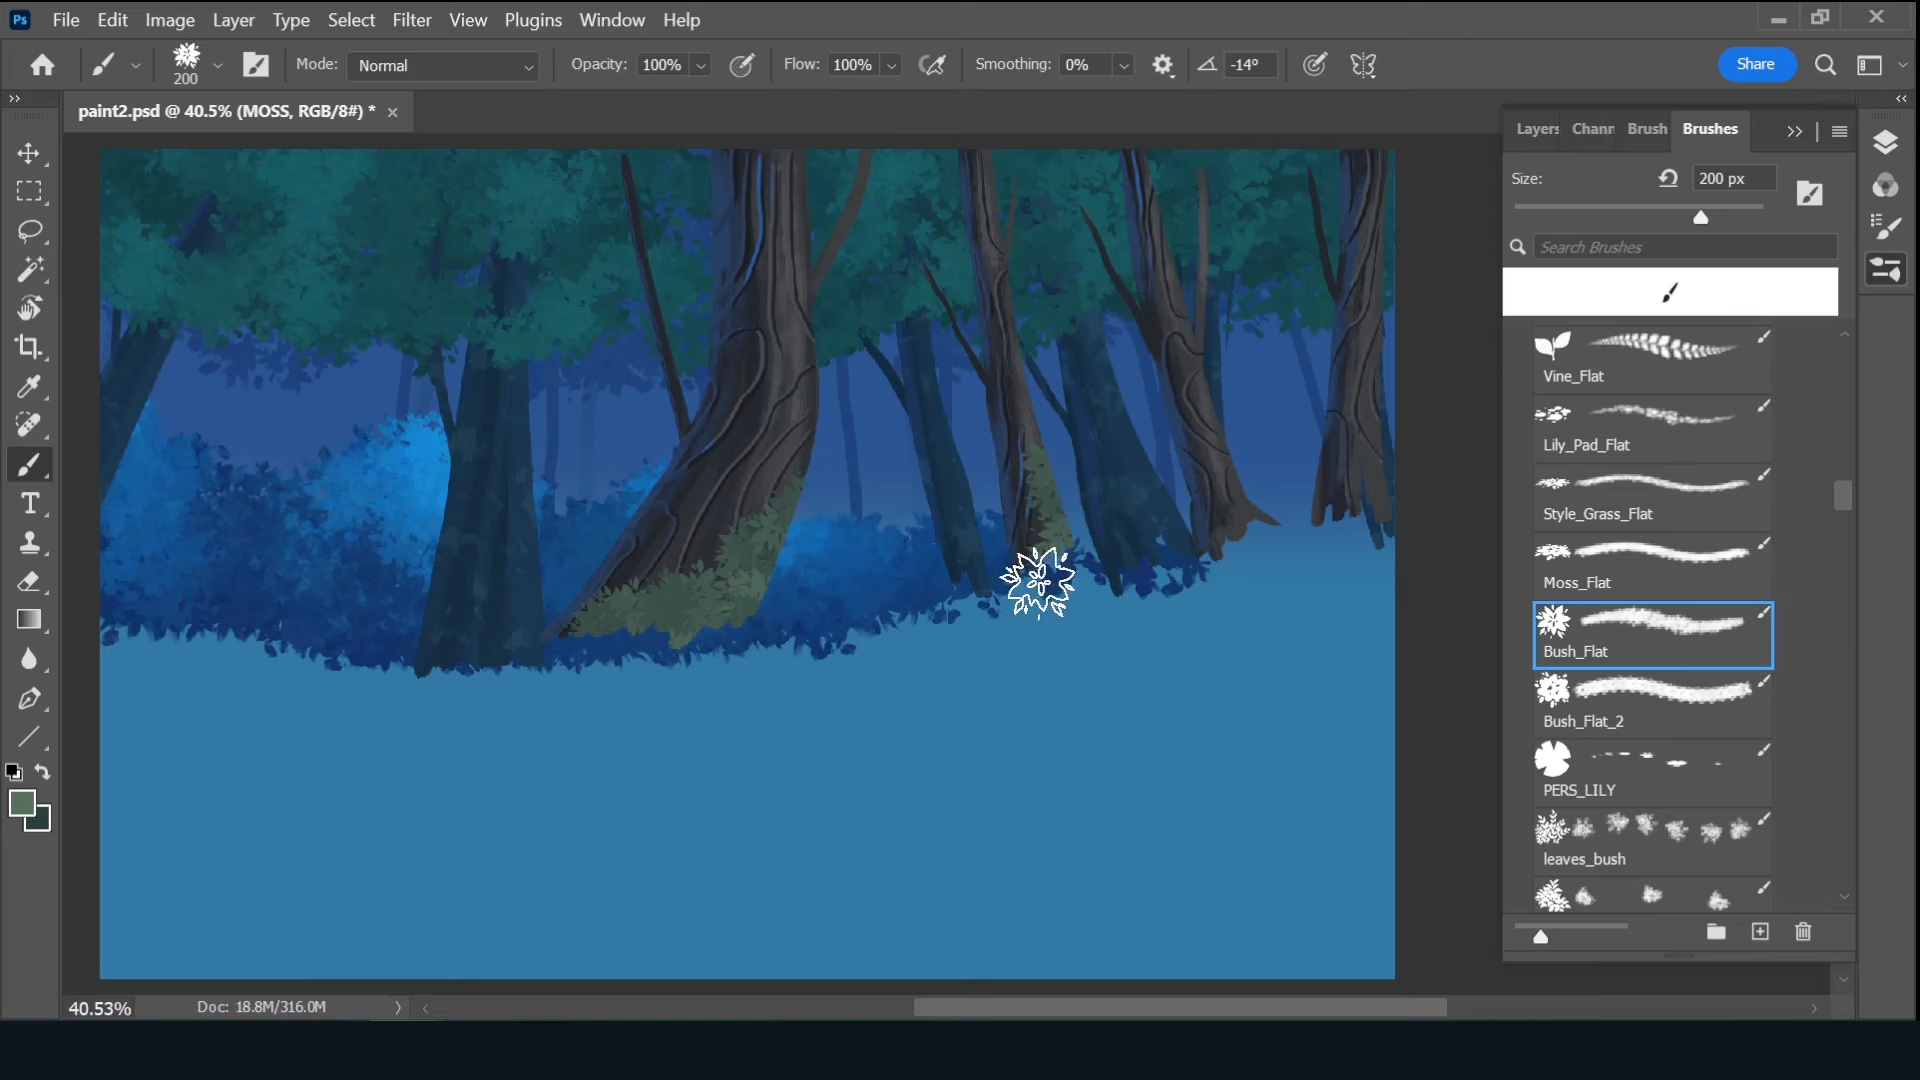 Ps File Edit Image Layer Type Select Filter View Plugins Window Help
200 Mode: Normal Opacity: 100% Flow: 100% Smoothing: 0% -14° Share
paint2.psd @ 40.5% (MOSS, RGB/8#) *
Layers Chann Brush Brushes
Size: 200 px
Search Brushes
Vine_Flat
Lily_Pad_Flat
Style_Grass_Flat
Moss_Flat
Bush_Flat
Bush_Flat_2
PERS_LILY
leaves_bush
40.53% Doc: 18.8M/316.0M